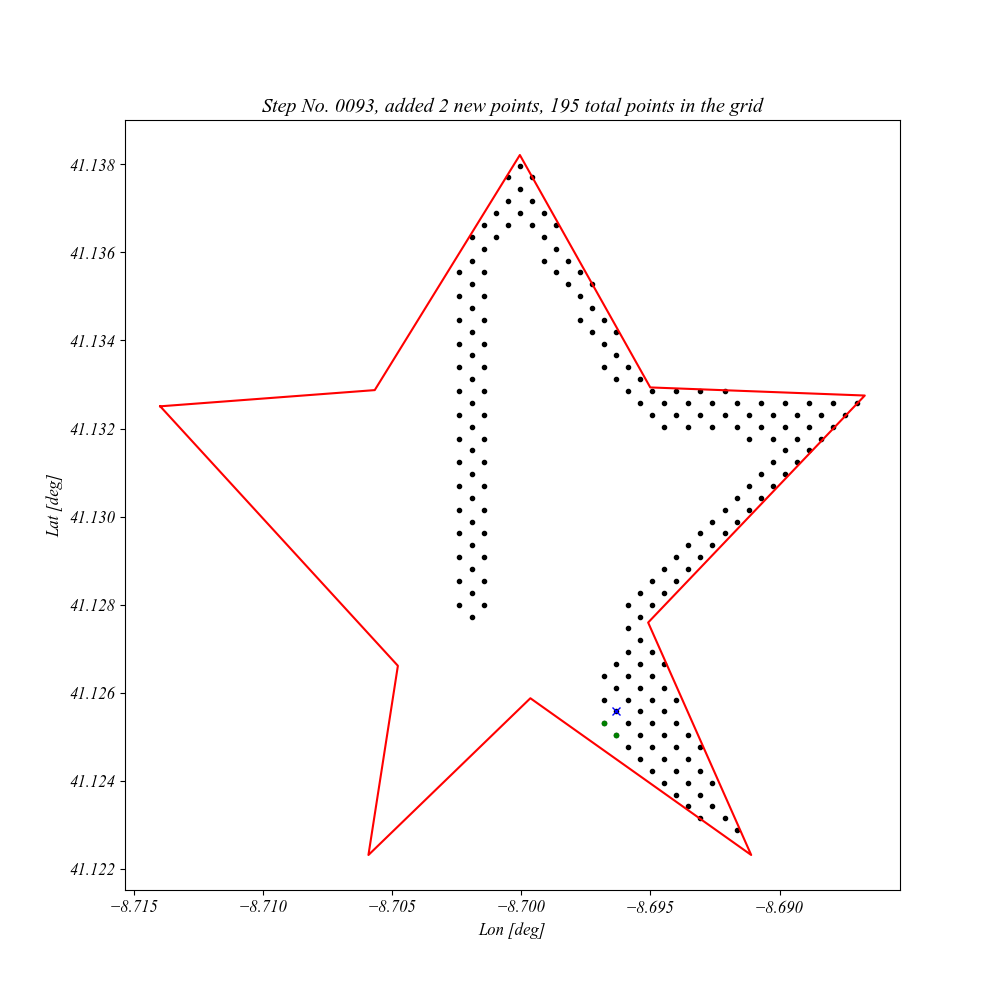 Step No. 0093, added 2 new points, 195 total points in the grid
41.138
41.136
41.134
41.132
41.130
41.128
41.126
41.124
41.122
Lat [deg]
−8.715 −8.710 −8.705 −8.700 −8.695 −8.690
Lon [deg]